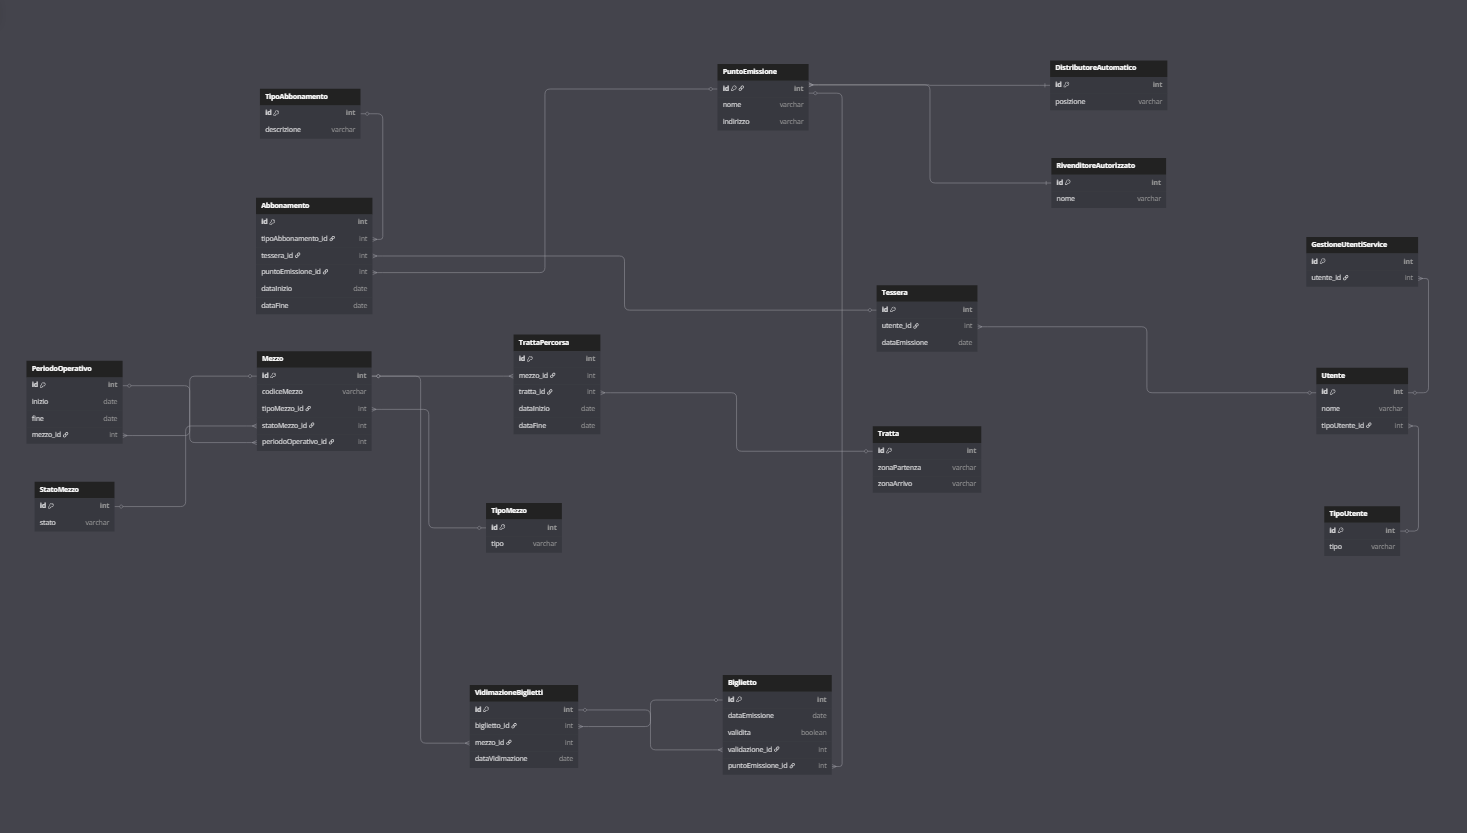 TipoAbbonamento
id int
descrizione varchar
Abbonamento
id int
tipoAbbonamento_id int
tessera_id int
puntoEmissione_id int
dataInizio date
dataFine date
PuntoEmissione
id int
nome varchar
indirizzo varchar
DistributoreAutomatico
id int
posizione varchar
RivenditoreAutorizzato
id int
nome varchar
GestioneUtentiService
id int
utente_id int
Tessera
id int
utente_id int
dataEmissione date
PeriodoOperativo
id int
inizio date
fine date
mezzo_id int
Mezzo
id int
codiceMezzo varchar
tipoMezzo_id int
statoMezzo_id int
periodoOperativo_id int
TrattaPercorsa
id int
mezzo_id int
tratta_id int
dataInizio date
dataFine date
Utente
id int
nome varchar
tipoUtente_id int
Tratta
id int
zonaPartenza varchar
zonaArrivo varchar
StatoMezzo
id int
stato varchar
TipoMezzo
id int
tipo varchar
TipoUtente
id int
tipo varchar
VidimazioneBiglietti
id int
biglietto_id int
mezzo_id int
dataVidimazione date
Biglietto
id int
dataEmissione date
validita boolean
validazione_id int
puntoEmissione_id int